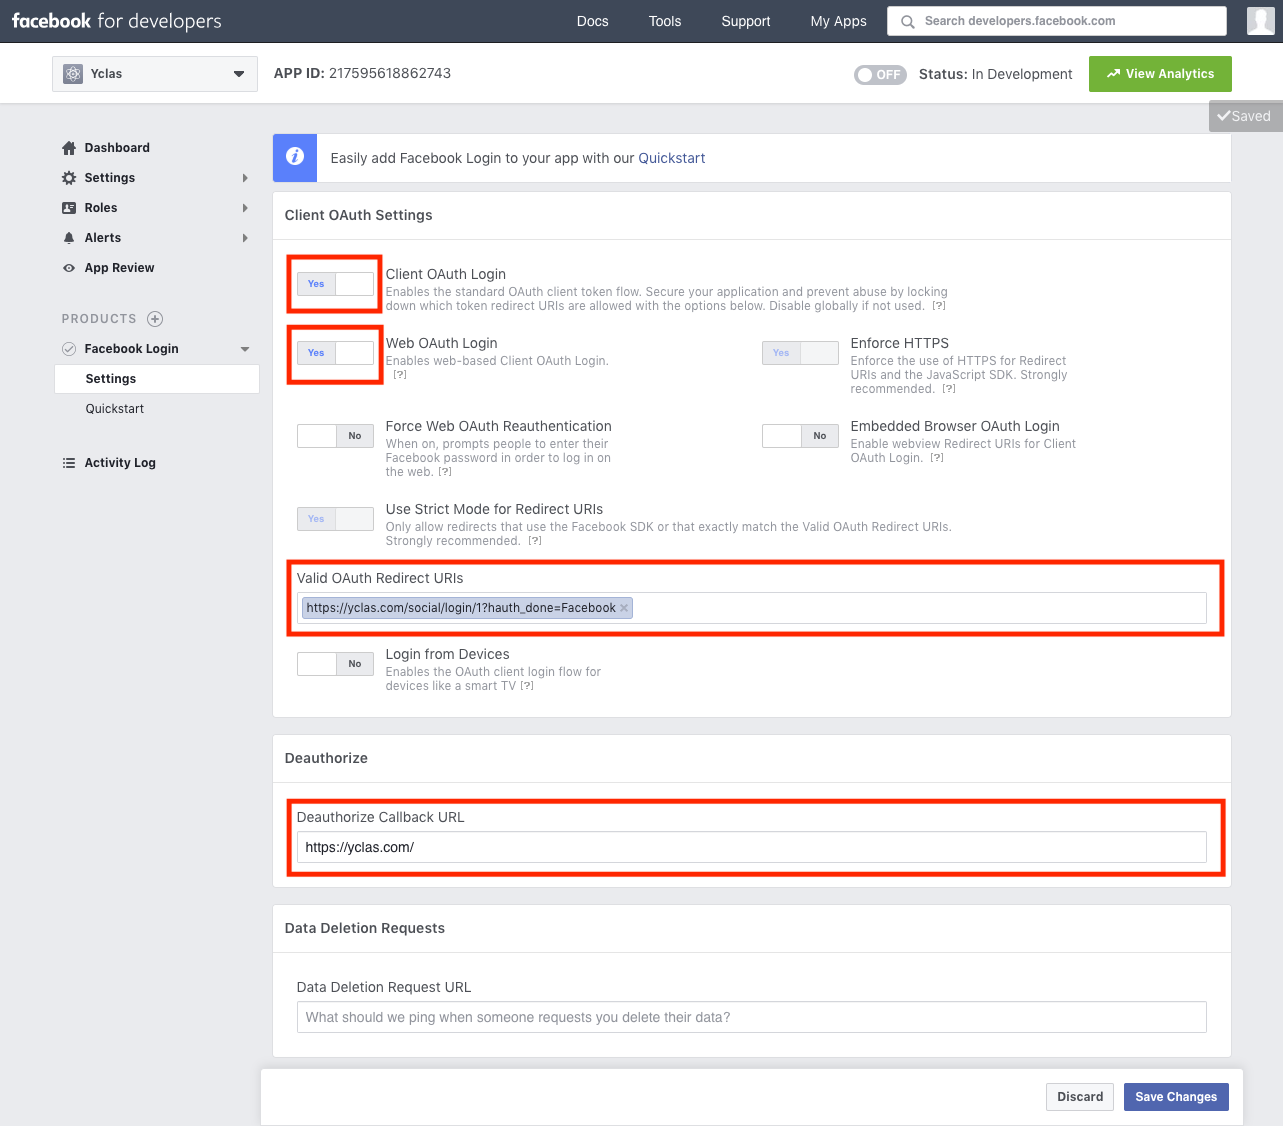 facebook for developers
Docs
Tools
Support
My Apps
Search developers.facebook.com
Yclas
APP ID: 217595618862743
OFF
Status: In Development
View Analytics
Saved
Dashboard
Settings
Roles
Alerts
App Review
PRODUCTS
Facebook Login
Settings
Quickstart
Activity Log
Easily add Facebook Login to your app with our Quickstart
Client OAuth Settings
Yes
Client OAuth Login
Enables the standard OAuth client token flow. Secure your application and prevent abuse by locking
down which token redirect URIs are allowed with the options below. Disable globally if not used. [?]
Yes
Web OAuth Login
Enables web-based Client OAuth Login.
[?]
Yes
Enforce HTTPS
Enforce the use of HTTPS for Redirect
URIs and the JavaScript SDK. Strongly
recommended. [?]
No
Force Web OAuth Reauthentication
When on, prompts people to enter their
Facebook password in order to log in on
the web. [?]
No
Embedded Browser OAuth Login
Enable webview Redirect URIs for Client
OAuth Login. [?]
Yes
Use Strict Mode for Redirect URIs
Only allow redirects that use the Facebook SDK or that exactly match the Valid OAuth Redirect URIs.
Strongly recommended. [?]
Valid OAuth Redirect URIs
https://yclas.com/social/login/1?hauth_done=Facebook ×
No
Login from Devices
Enables the OAuth client login flow for
devices like a smart TV [?]
Deauthorize
Deauthorize Callback URL
https://yclas.com/
Data Deletion Requests
Data Deletion Request URL
What should we ping when someone requests you delete their data?
Discard
Save Changes